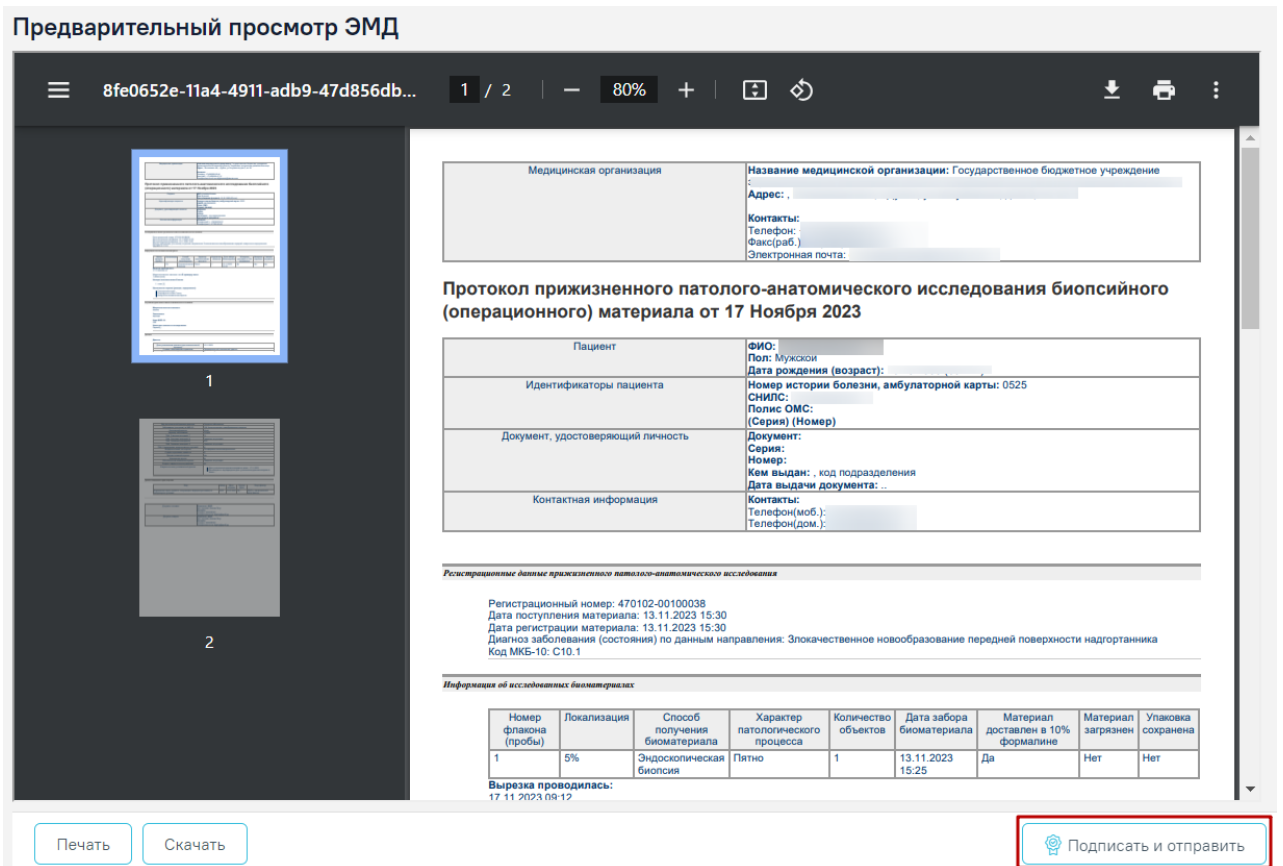 Предварительный просмотр ЭМД
8fe0652e-11a4-4911-adb9-47d856db... 1 / 2 80%
1
2
Медицинская организация
Название медицинской организации: Государственное бюджетное учреждение
:
Адрес: ,
Контакты:
Телефон:
Факс(раб.)
Электронная почта:
Протокол прижизненного патолого-анатомического исследования биопсийного
(операционного) материала от 17 Ноября 2023
Пациент
ФИО:
Пол: Мужской
Дата рождения (возраст):
Идентификаторы пациента
Номер истории болезни, амбулаторной карты: 0525
СНИЛС:
Полис ОМС:
(Серия) (Номер)
Документ, удостоверяющий личность
Документ:
Серия:
Номер:
Кем выдан: , код подразделения
Дата выдачи документа: ..
Контактная информация
Контакты:
Телефон(моб.):
Телефон(дом.):
Регистрационные данные прижизненного патолого-анатомического исследования
Регистрационный номер: 470102-00100038
Дата поступления материала: 13.11.2023 15:30
Дата регистрации материала: 13.11.2023 15:30
Диагноз заболевания (состояния) по данным направления: Злокачественное новообразование передней поверхности надгортанника
Код МКБ-10: C10.1
Информация об исследованных биоматериалах
Номер флакона (пробы) Локализация Способ получения биоматериала Характер патологического процесса Количество объектов Дата забора биоматериала Материал доставлен в 10% формалине Материал загрязнен Упаковка сохранена
1 5% Эндоскопическая биопсия Пятно 1 13.11.2023 15:25 Да Нет Нет
Вырезка проводилась:
17.11.2023 09:12
Печать Скачать Подписать и отправить